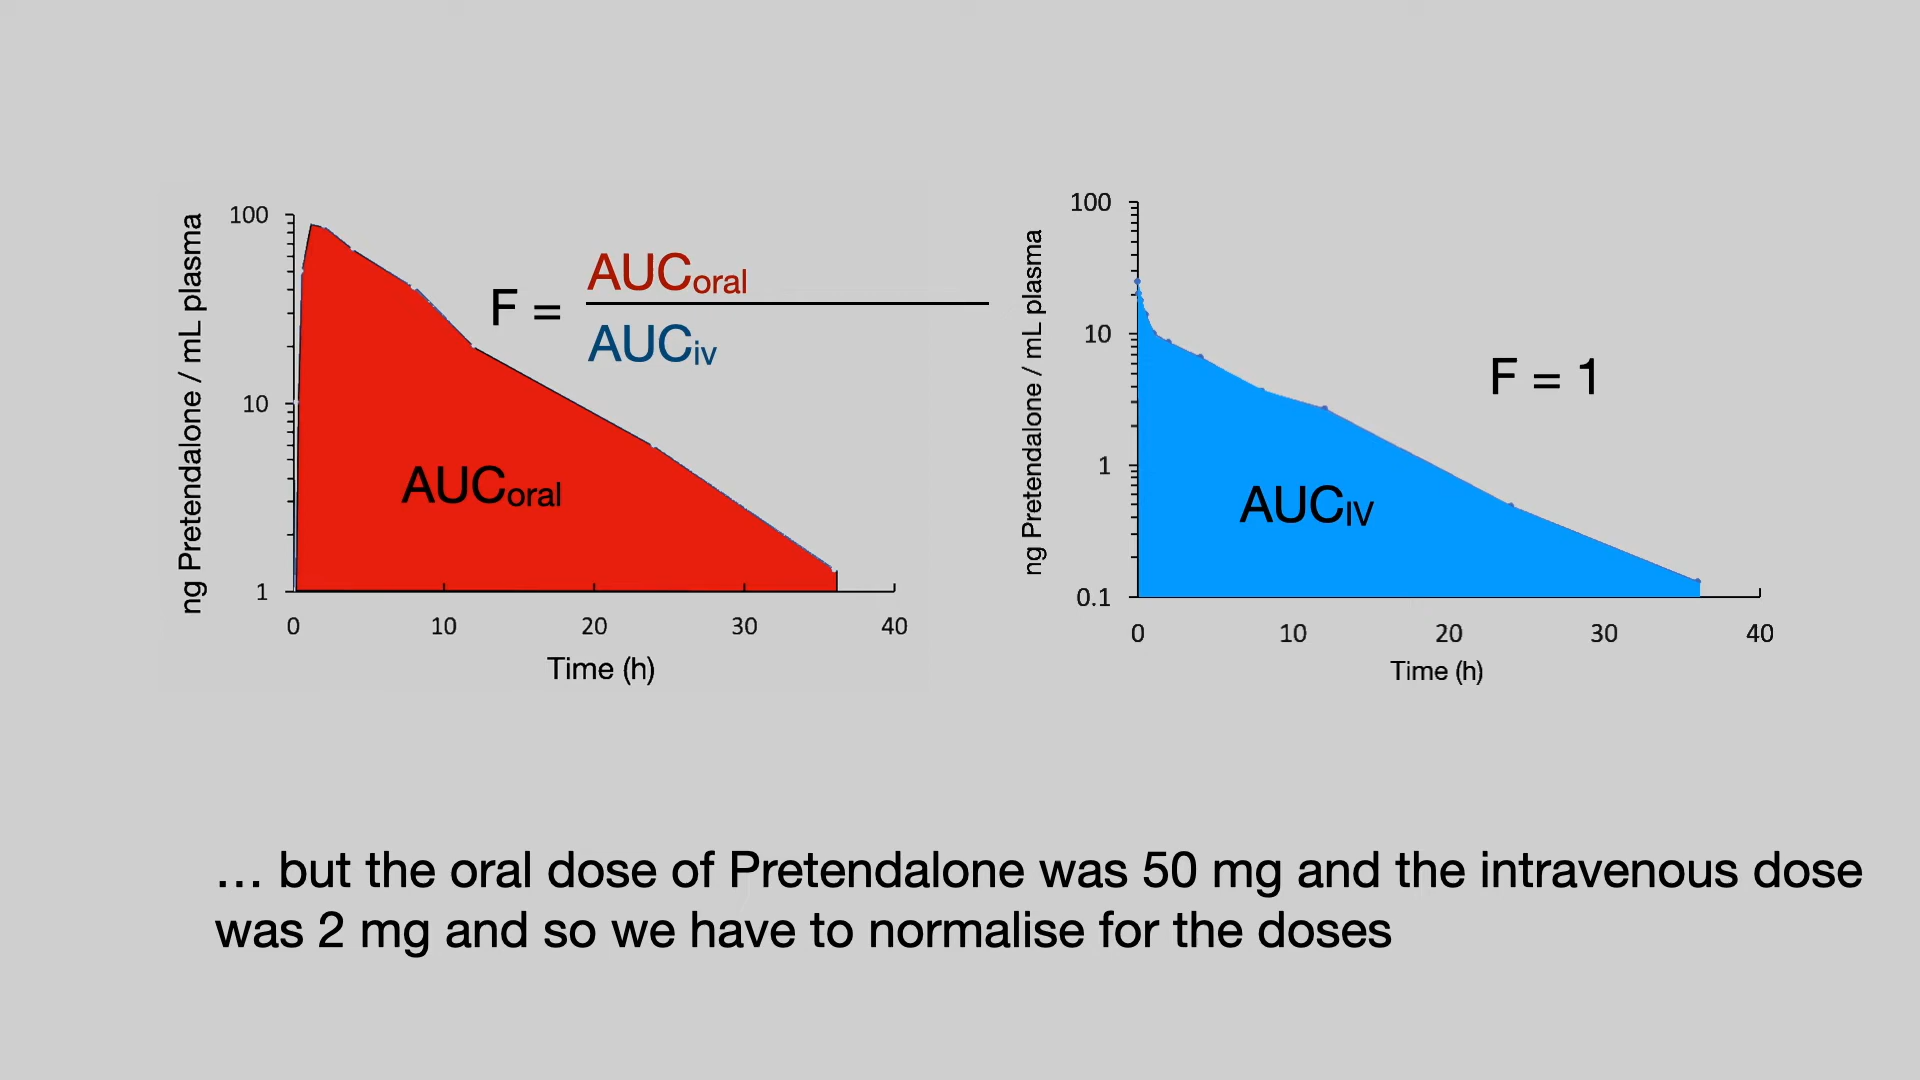 ng Pretendalone / mL plasma
100
10
1
0
10
20
30
40
Time (h)
AUCoral
F =
AUCoral
AUCiv
ng Pretendalone / mL plasma
100
10
1
0.1
0
10
20
30
40
Time (h)
AUCIV
F = 1
… but the oral dose of Pretendalone was 50 mg and the intravenous dose
was 2 mg and so we have to normalise for the doses